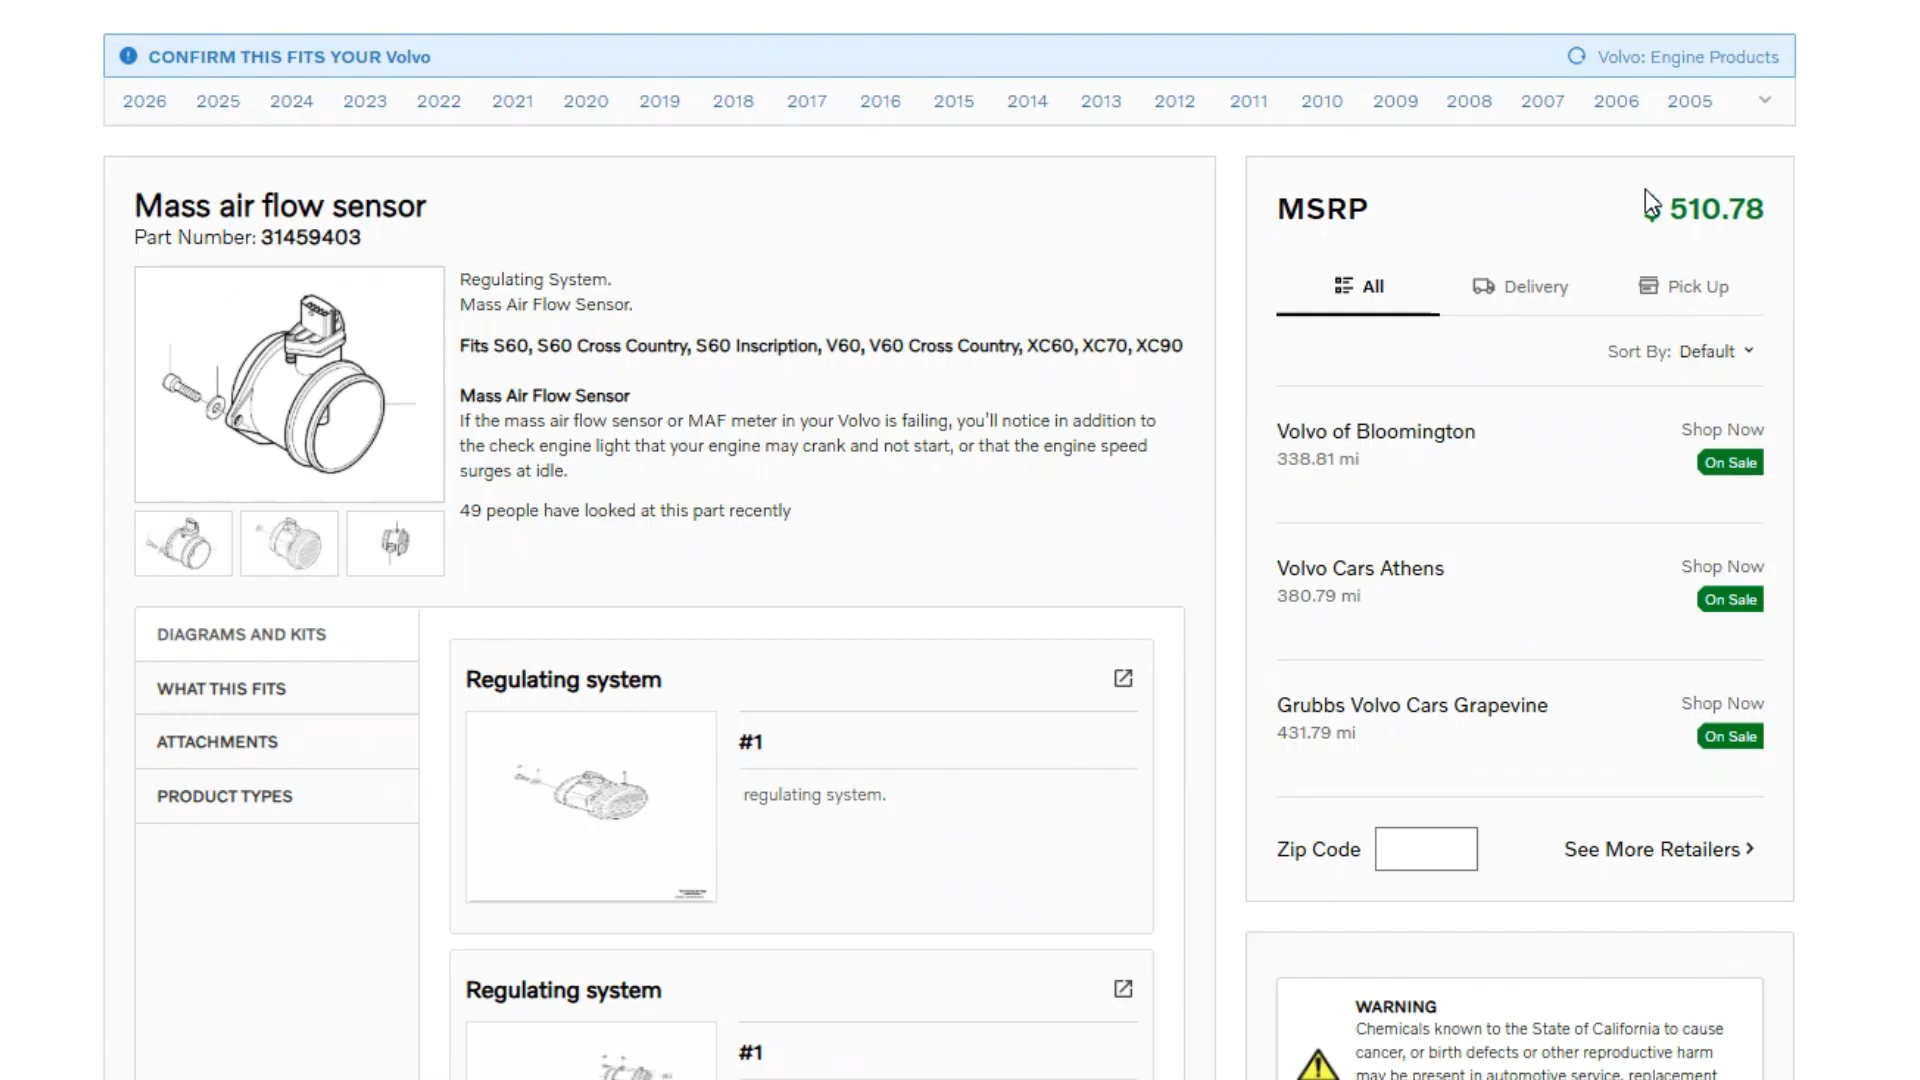 CONFIRM THIS FITS YOUR Volvo
Volvo: Engine Products
2026 2025 2024 2023 2022 2021 2020 2019 2018 2017 2016 2015 2014 2013 2012 2011 2010 2009 2008 2007 2006 2005
Mass air flow sensor
Part Number: 31459403
Regulating System.
Mass Air Flow Sensor.
Fits S60, S60 Cross Country, S60 Inscription, V60, V60 Cross Country, XC60, XC70, XC90
Mass Air Flow Sensor
If the mass air flow sensor or MAF meter in your Volvo is failing, you'll notice in addition to
the check engine light that your engine may crank and not start, or that the engine speed
surges at idle.
49 people have looked at this part recently
DIAGRAMS AND KITS
WHAT THIS FITS
ATTACHMENTS
PRODUCT TYPES
Regulating system
#1
regulating system.
Regulating system
#1
MSRP
$ 510.78
All
Delivery
Pick Up
Sort By: Default
Volvo of Bloomington
Shop Now
338.81 mi
On Sale
Volvo Cars Athens
Shop Now
380.79 mi
On Sale
Grubbs Volvo Cars Grapevine
Shop Now
431.79 mi
On Sale
Zip Code
See More Retailers
WARNING
Chemicals known to the State of California to cause
cancer, or birth defects or other reproductive harm
may be present in automotive service, replacement